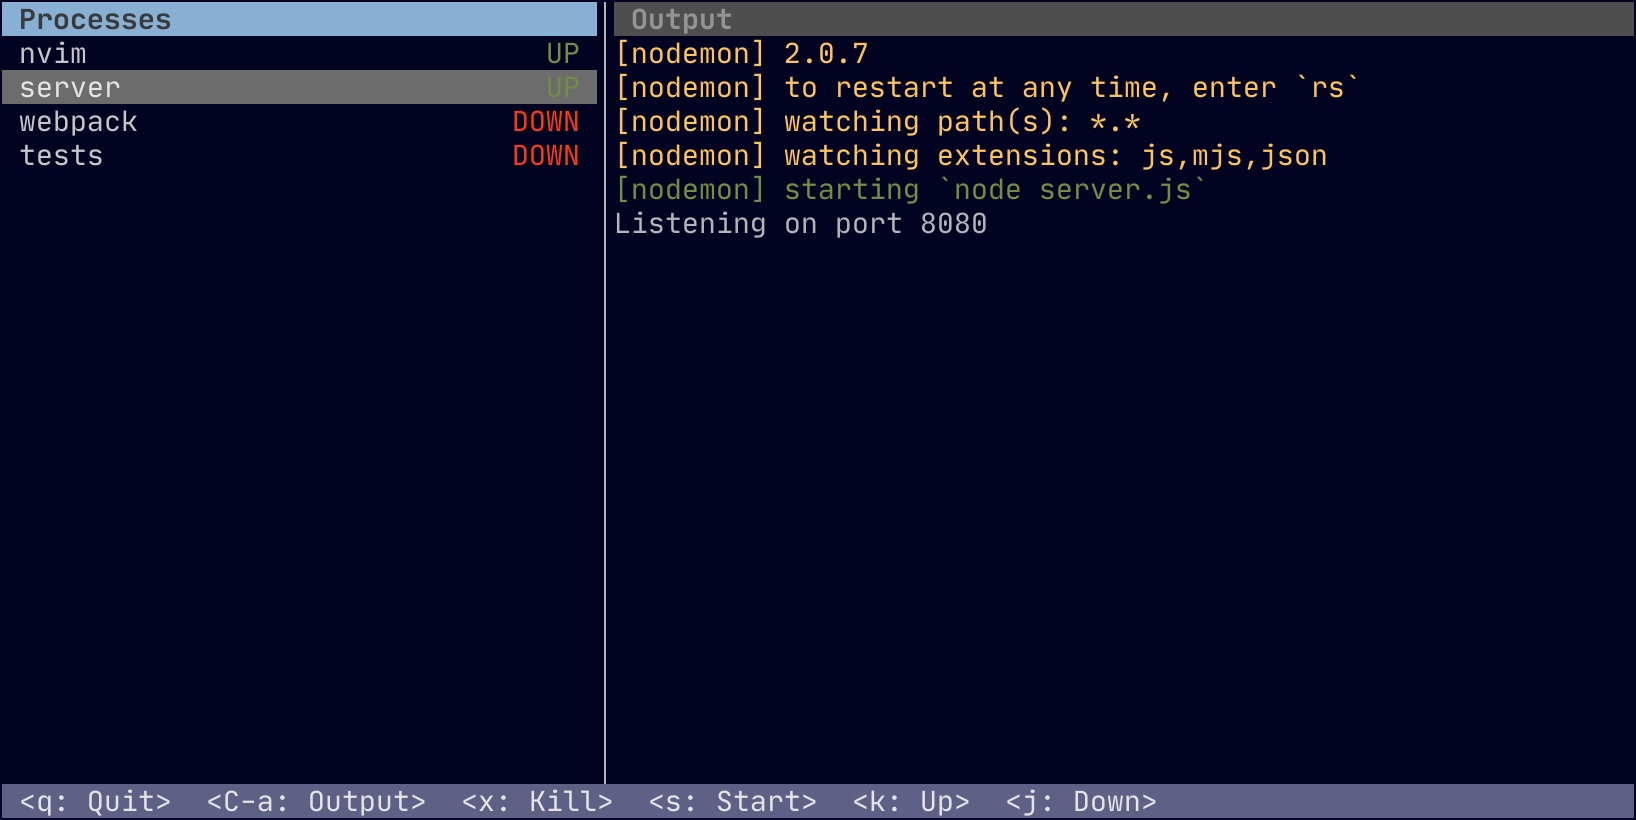 Processes
nvim UP
server UP
webpack DOWN
tests DOWN
Output
[nodemon] 2.0.7
[nodemon] to restart at any time, enter `rs`
[nodemon] watching path(s): *.*
[nodemon] watching extensions: js,mjs,json
[nodemon] starting `node server.js`
Listening on port 8080
<q: Quit> <C-a: Output> <x: Kill> <s: Start> <k: Up> <j: Down>